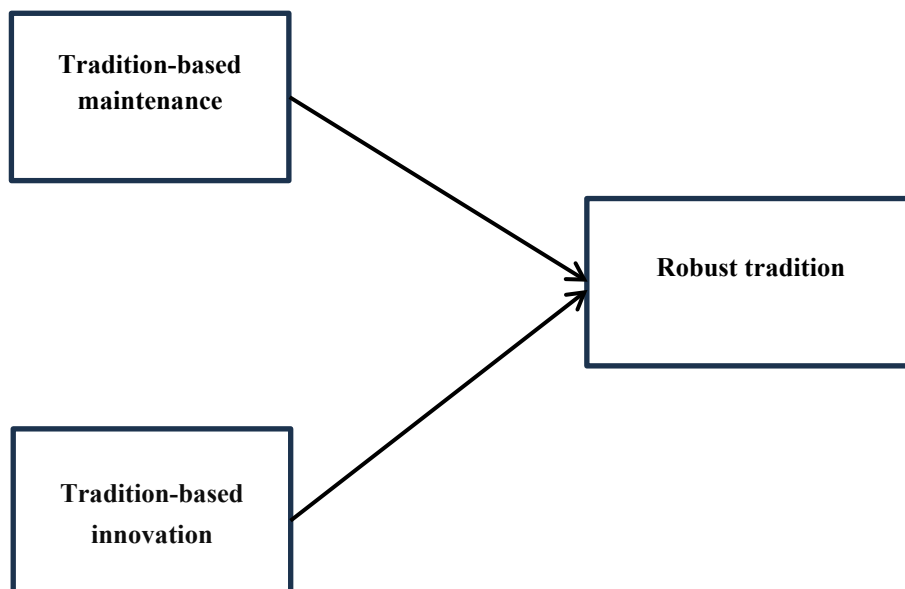 Tradition-based
maintenance
Robust tradition
Tradition-based
innovation